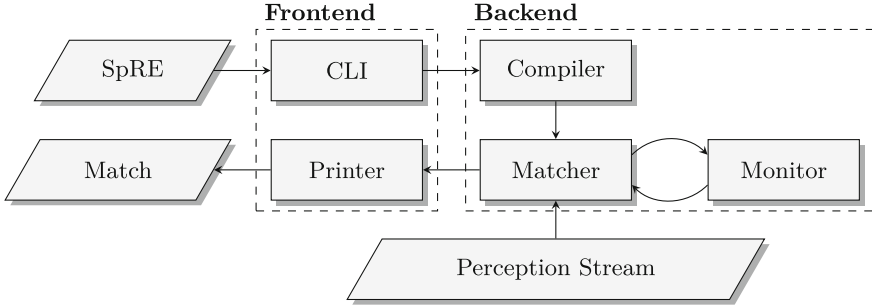 Frontend
Backend
SpRE
CLI
Compiler
Match
Printer
Matcher
Monitor
Perception Stream